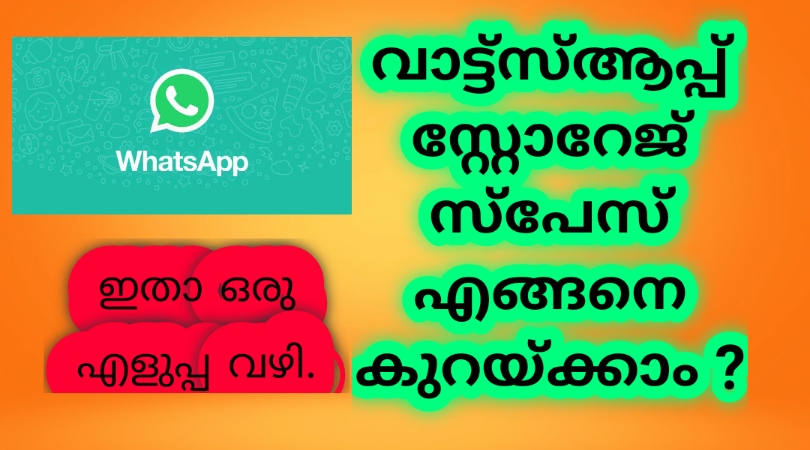 WhatsApp
ഇതാ ഒരു
എളുപ്പ വഴി.
വാട്ട്സ്ആപ്പ്
സ്റ്റോറേജ്
സ്പേസ്
എങ്ങനെ
കുറയ്ക്കാം ?